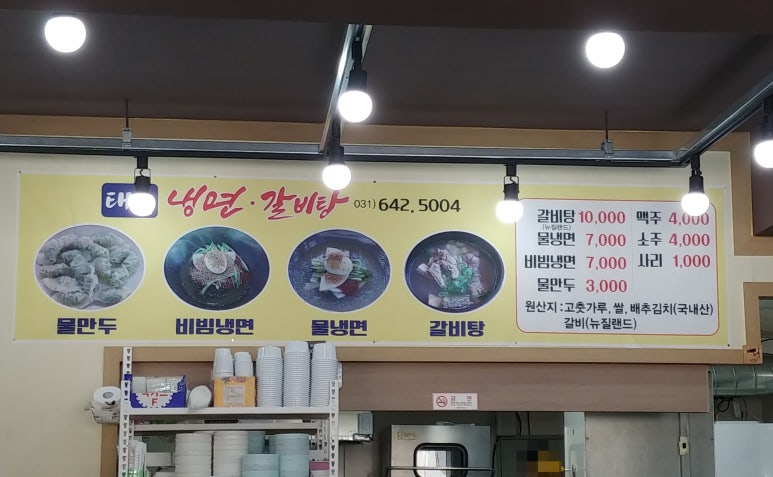 냉면·갈비탕 031) 642.5004
물만두 비빔냉면 물냉면 갈비탕
갈비탕 10,000 맥주 4,000
(뉴질랜드)
물냉면 7,000 소주 4,000
비빔냉면 7,000 사리 1,000
물만두 3,000
원산지 : 고춧가루, 쌀, 배추김치(국내산)
갈비(뉴질랜드)
금연